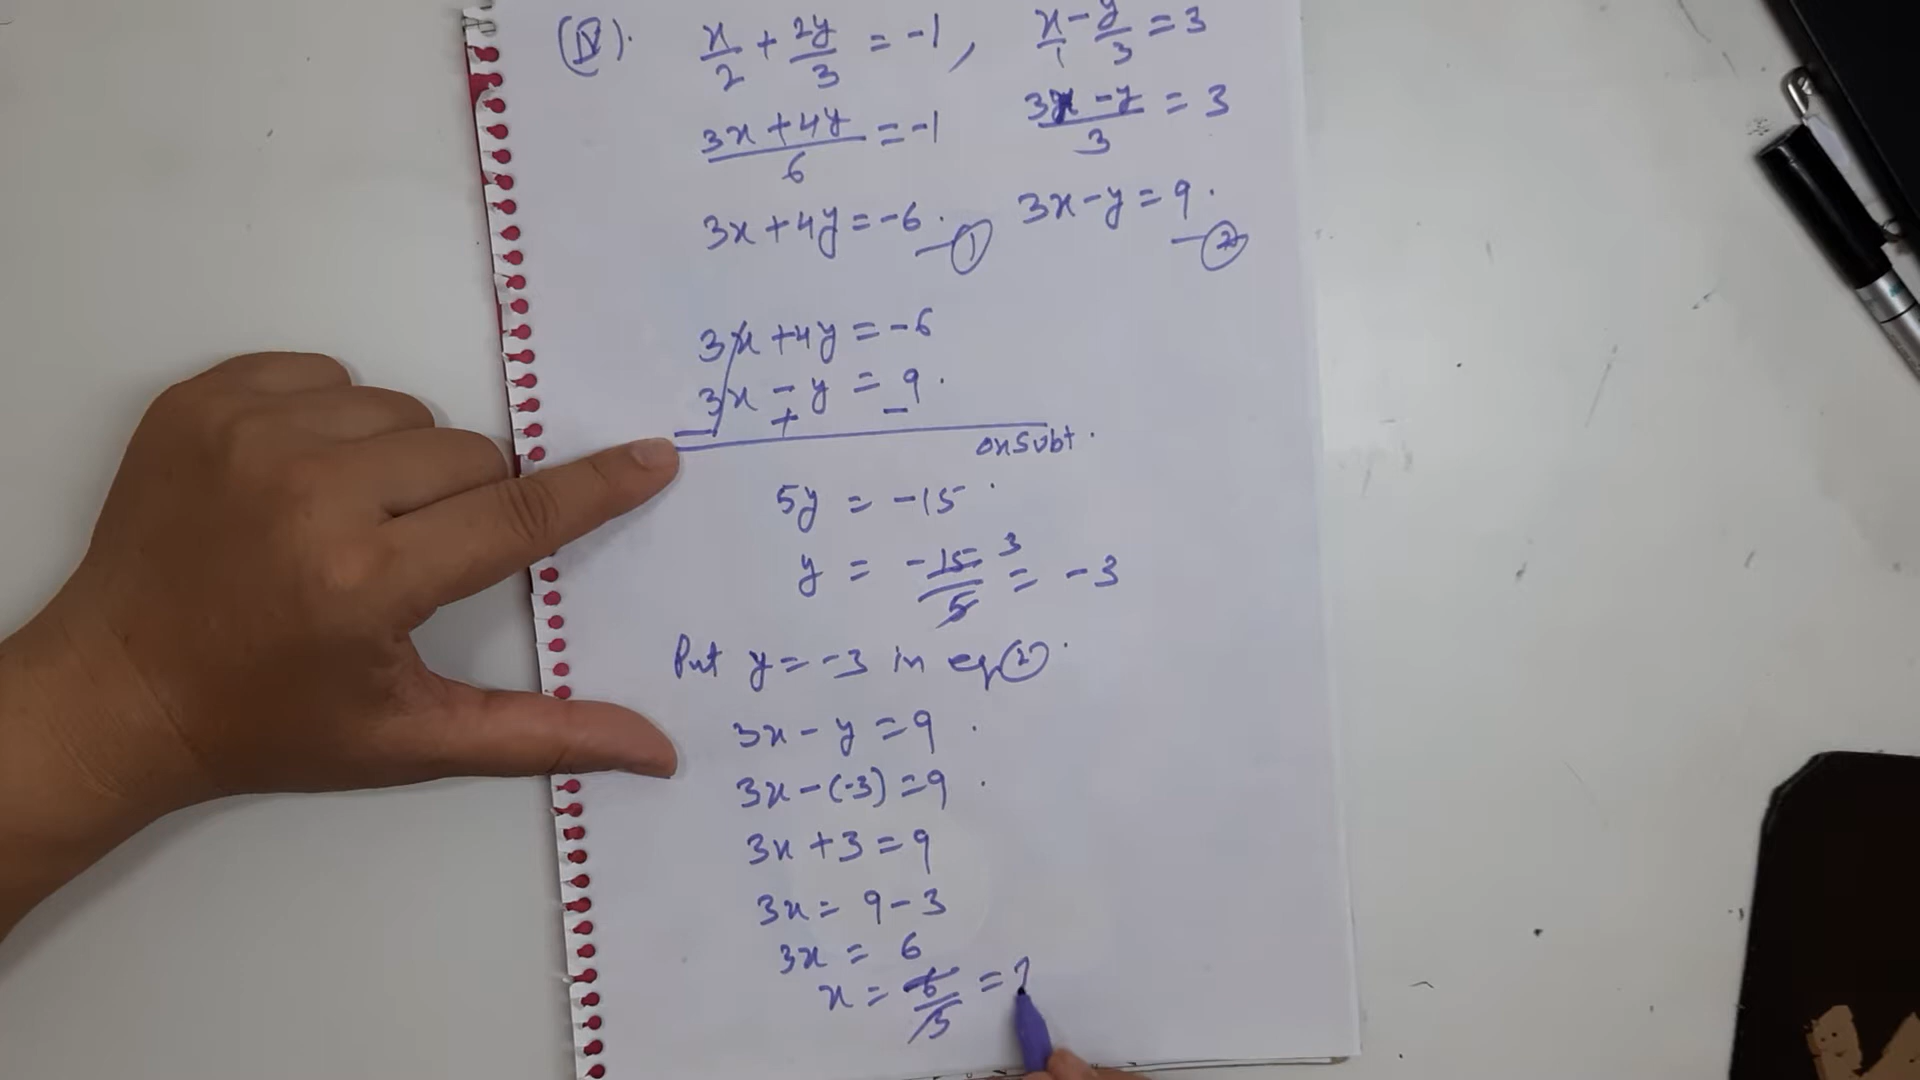 (IV). x/2 + 2y/3 = -1, x/1 - y/3 = 3
3x+4y/6 = -1 3x-y/3 = 3
3x+4y=-6. —① 3x-y=9. —②
3x+4y=-6
3x-y=9.
- + -
on Subt.
5y = -15.
y = -15/5 3 = -3
Put y=-3 in eq②.
3x-y=9.
3x-(-3)=9.
3x+3=9
3x=9-3
3x=6
x=6/3=2